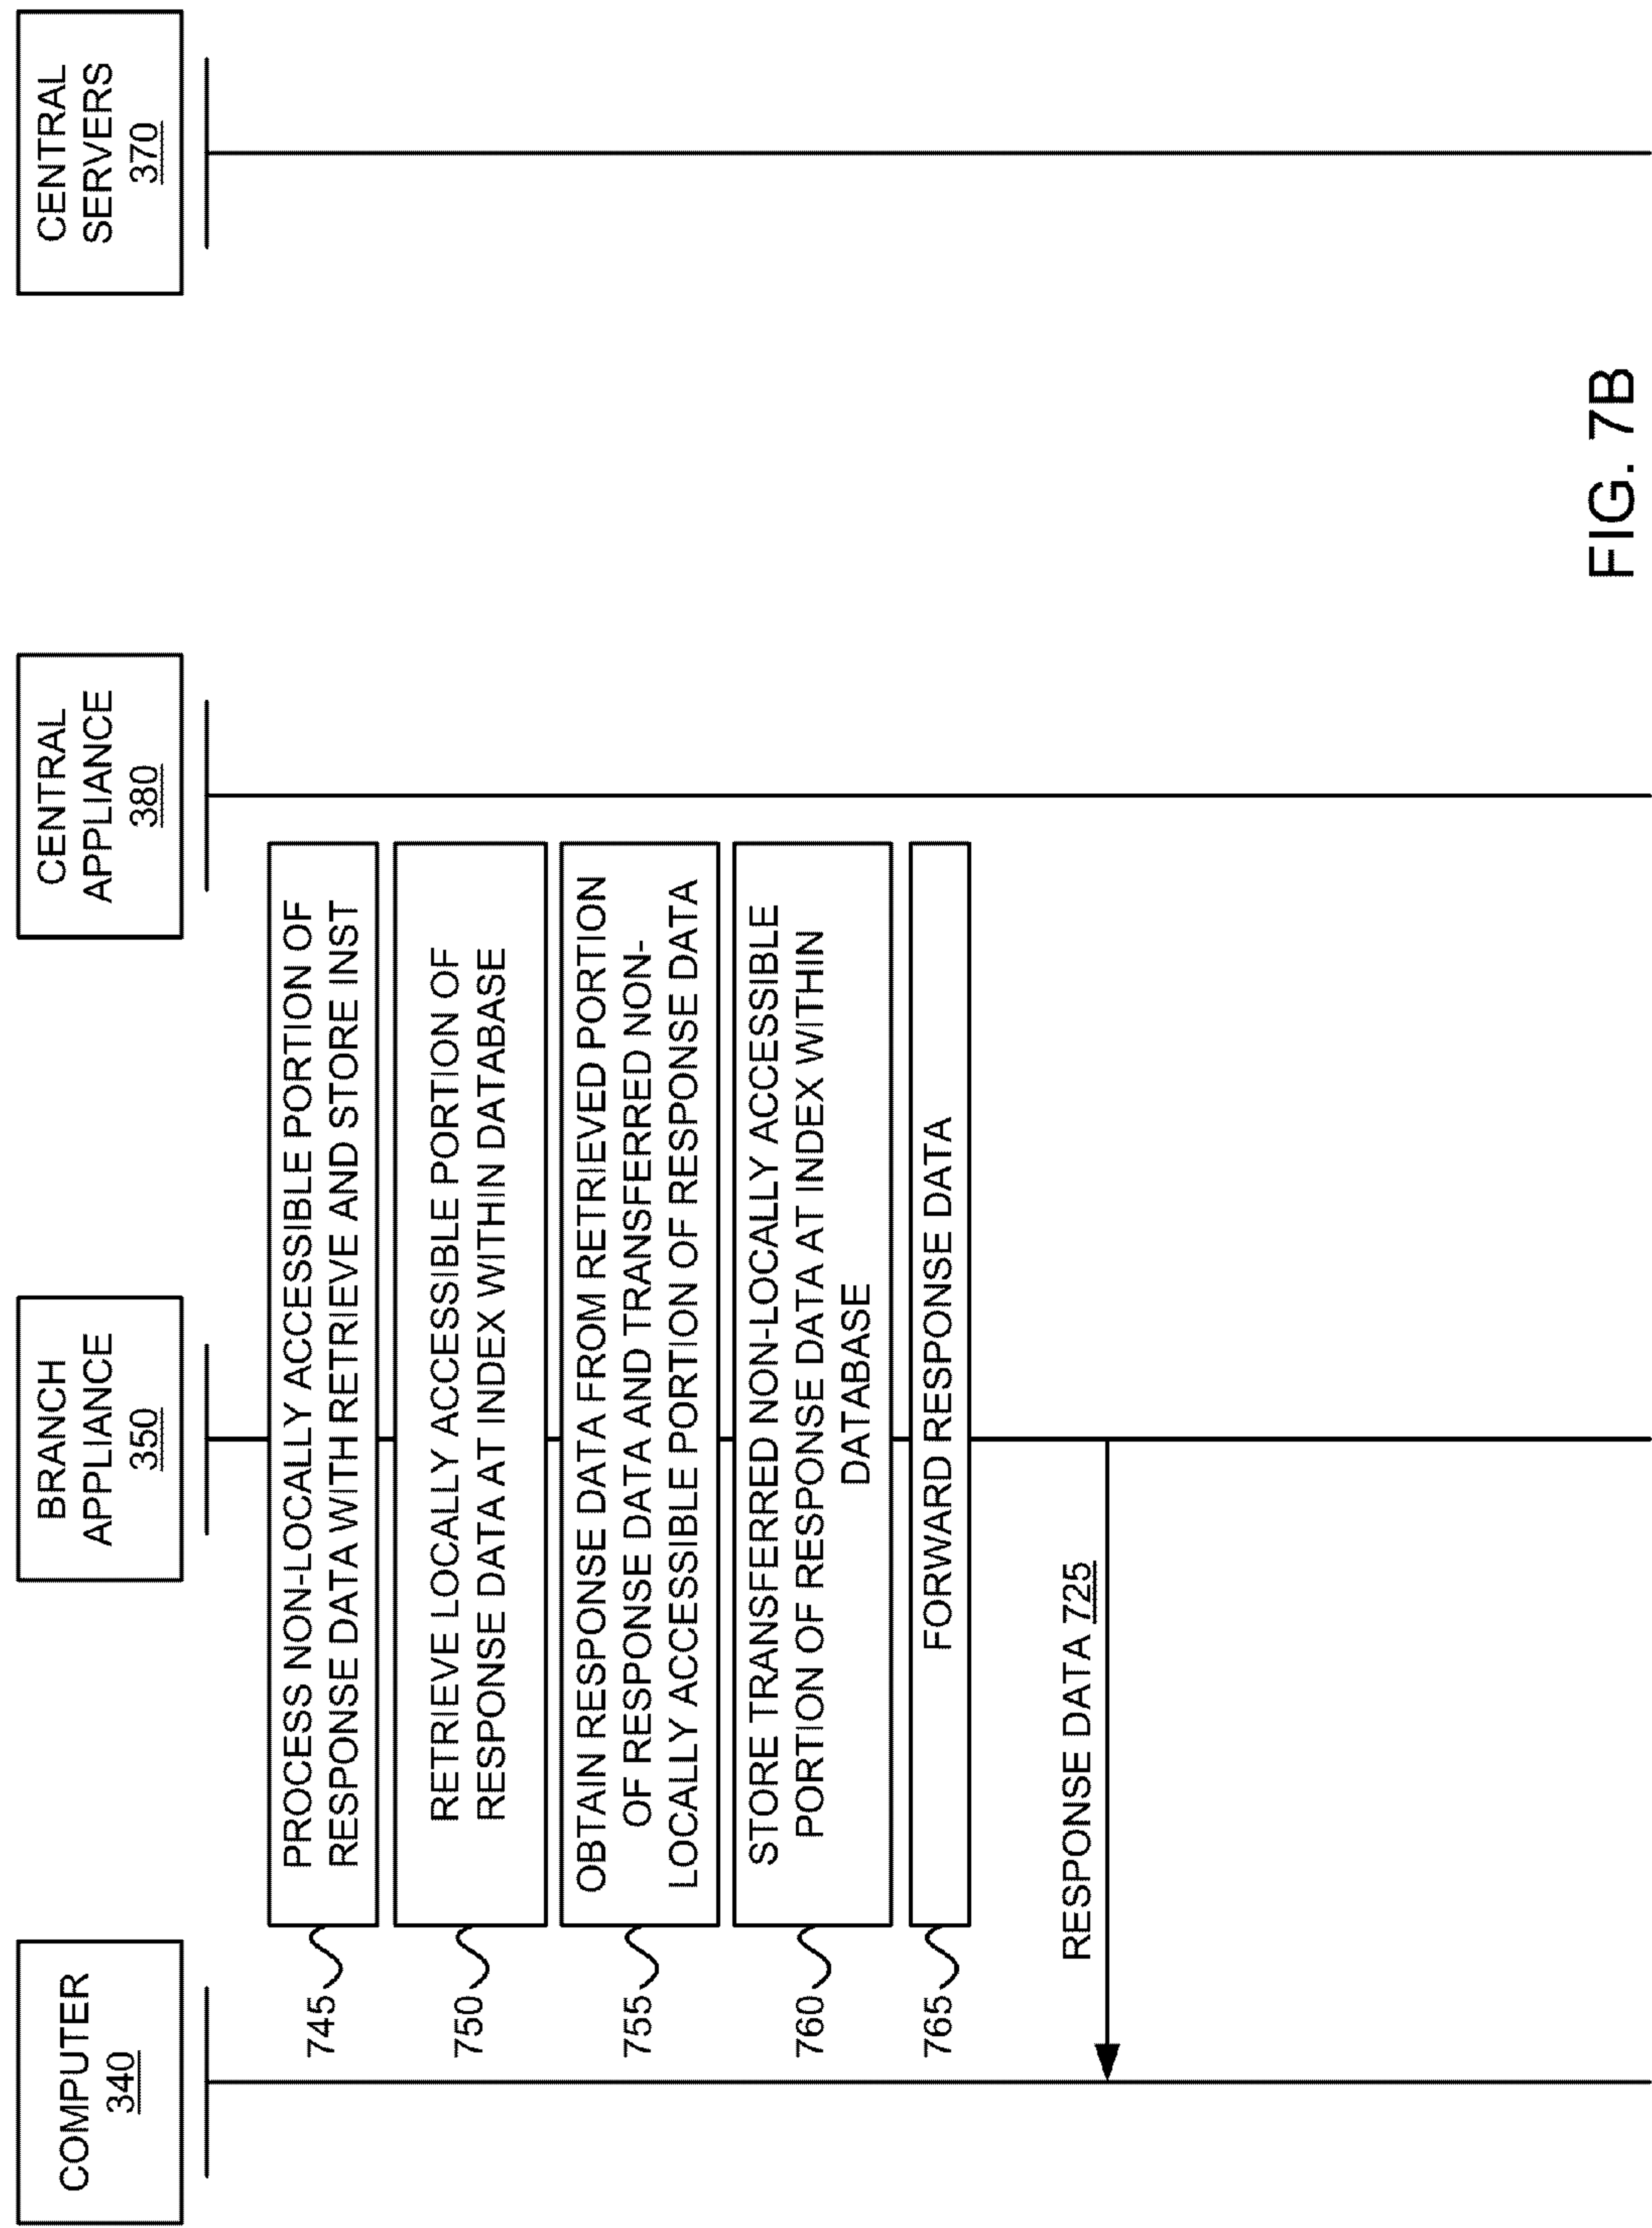 COMPUTER
340
BRANCH
APPLIANCE
350
CENTRAL
APPLIANCE
380
CENTRAL
SERVERS
370
745
PROCESS NON-LOCALLY ACCESSIBLE PORTION OF
RESPONSE DATA WITH RETRIEVE AND STORE INST
750
RETRIEVE LOCALLY ACCESSIBLE PORTION OF
RESPONSE DATA AT INDEX WITHIN DATABASE
755
OBTAIN RESPONSE DATA FROM RETRIEVED PORTION
OF RESPONSE DATA AND TRANSFERRED NON-
LOCALLY ACCESSIBLE PORTION OF RESPONSE DATA
760
STORE TRANSFERRED NON-LOCALLY ACCESSIBLE
PORTION OF RESPONSE DATA AT INDEX WITHIN
DATABASE
765
FORWARD RESPONSE DATA
RESPONSE DATA 725
FIG. 7B